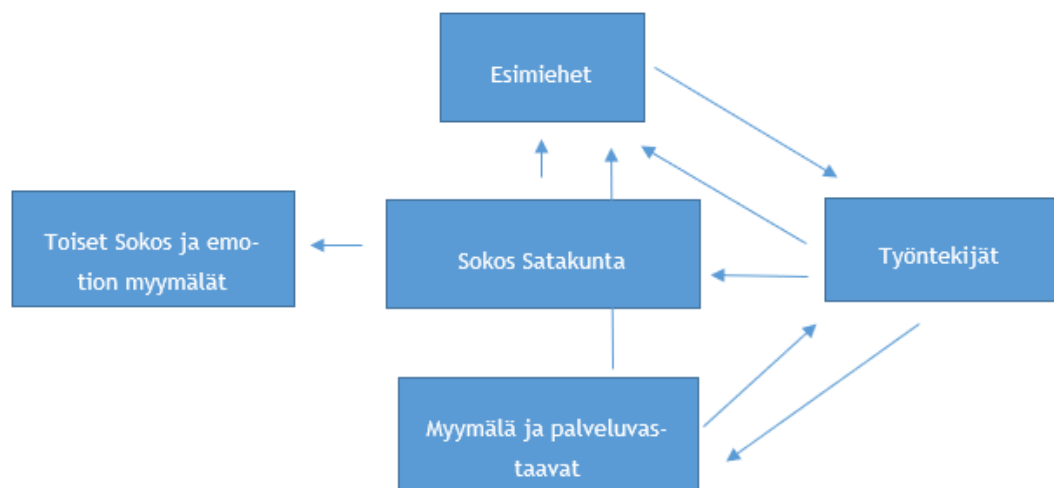 Esimiehet
Toiset Sokos ja emo-
tion myymälät
Sokos Satakunta
Työntekijät
Myymälä ja palveluvas-
taavat